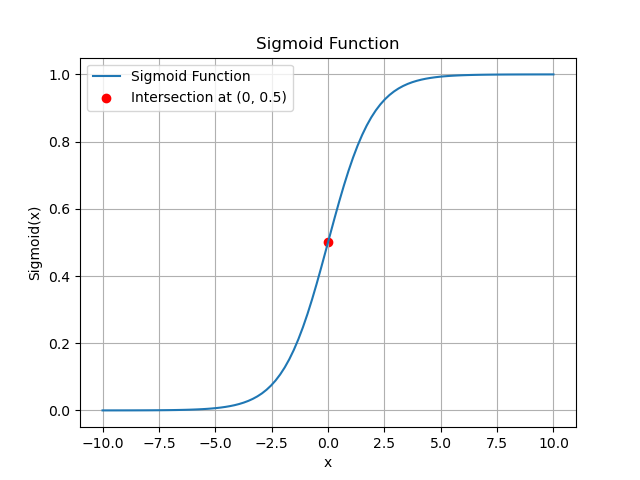 Sigmoid Function
Sigmoid Function
Intersection at (0, 0.5)
1.0
0.8
0.6
0.4
0.2
0.0
Sigmoid(x)
−10.0 −7.5 −5.0 −2.5 0.0 2.5 5.0 7.5 10.0
x